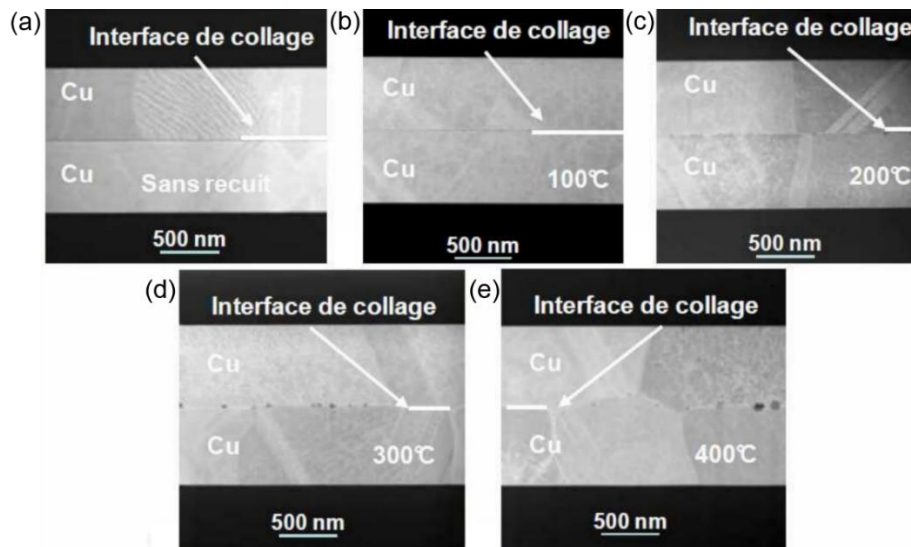 (a)
Interface de collage
Cu
Cu
Sans recuit
500 nm
(b)
Interface de collage
Cu
Cu
100℃
500 nm
(c)
Interface de collage
Cu
Cu
200℃
500 nm
(d)
Interface de collage
Cu
Cu
300℃
500 nm
(e)
Interface de collage
Cu
Cu
400℃
500 nm